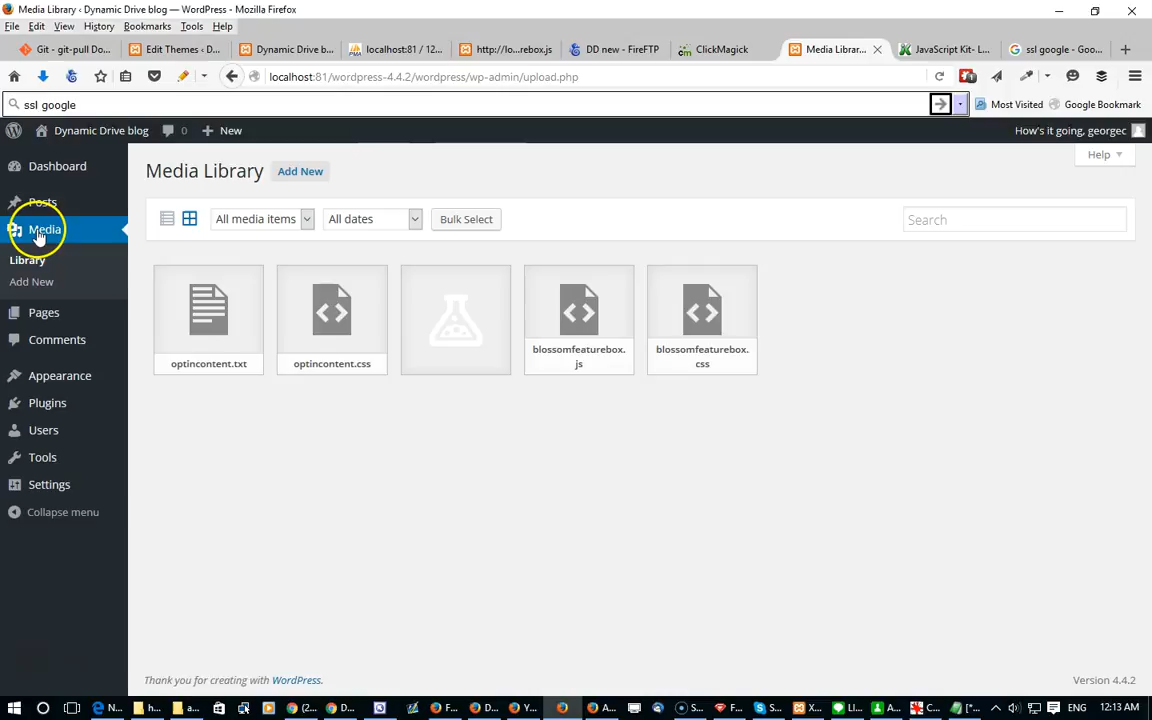 Media Library ‹ Dynamic Drive blog — WordPress - Mozilla Firefox
File Edit View History Bookmarks Tools Help
Git - git-pull Do... Edit Themes ‹ D... Dynamic Drive b... localhost:81 / 12... http://lo...rebox.js DD new - FireFTP ClickMagick Media Librar... JavaScript Kit- L... ssl google - Goo...
localhost:81/wordpress-4.4.2/wordpress/wp-admin/upload.php
1
ssl google Most Visited Google Bookmark
Dynamic Drive blog 0 New How's it going, georgec
Dashboard
Posts
Media
Library
Add New
Pages
Comments
Appearance
Plugins
Users
Tools
Settings
Collapse menu
Help
Media Library Add New
All media items All dates Bulk Select Search
optincontent.txt optincontent.css
blossomfeaturebox.
js
blossomfeaturebox.
css
Thank you for creating with WordPress. Version 4.4.2
N... h... a... (2... D... F... D... Y... A... S... F... S... X... LI... A... C... [*... ENG 12:13 AM